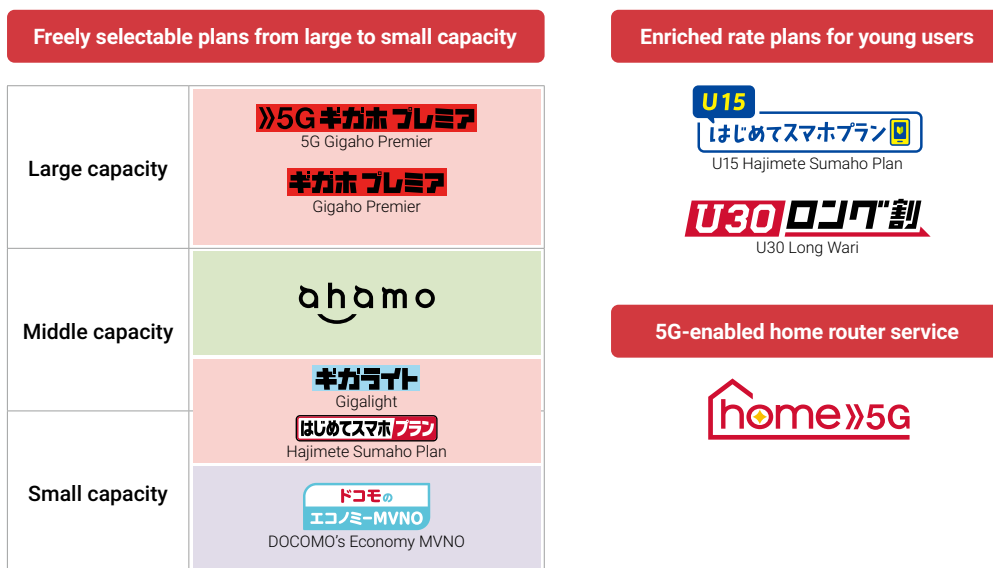 Freely selectable plans from large to small capacity
Large capacity
5G ギガホ プレミア
5G Gigaho Premier
ギガホ プレミア
Gigaho Premier
Middle capacity
ahamo
ギガライト
Gigalight
はじめてスマホプラン
Hajimete Sumaho Plan
Small capacity
ドコモの
エコノミーMVNO
DOCOMO's Economy MVNO
Enriched rate plans for young users
U15
はじめてスマホプラン
U15 Hajimete Sumaho Plan
U30 ロング割
U30 Long Wari
5G-enabled home router service
home 5G